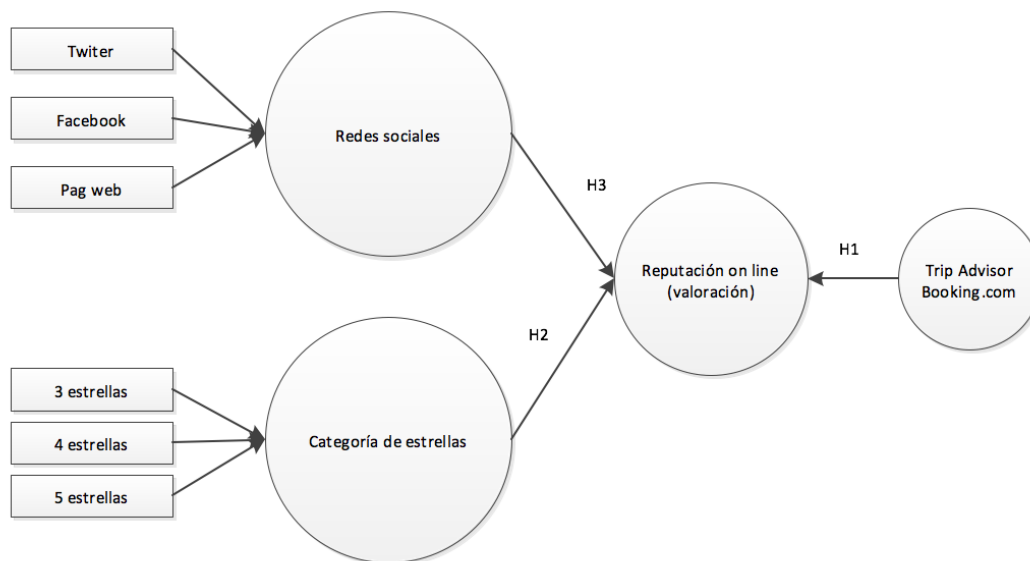 Twiter
Facebook
Pag web
Redes sociales
H3
Reputación on line
(valoración)
H1
Trip Advisor
Booking.com
H2
3 estrellas
4 estrellas
5 estrellas
Categoría de estrellas